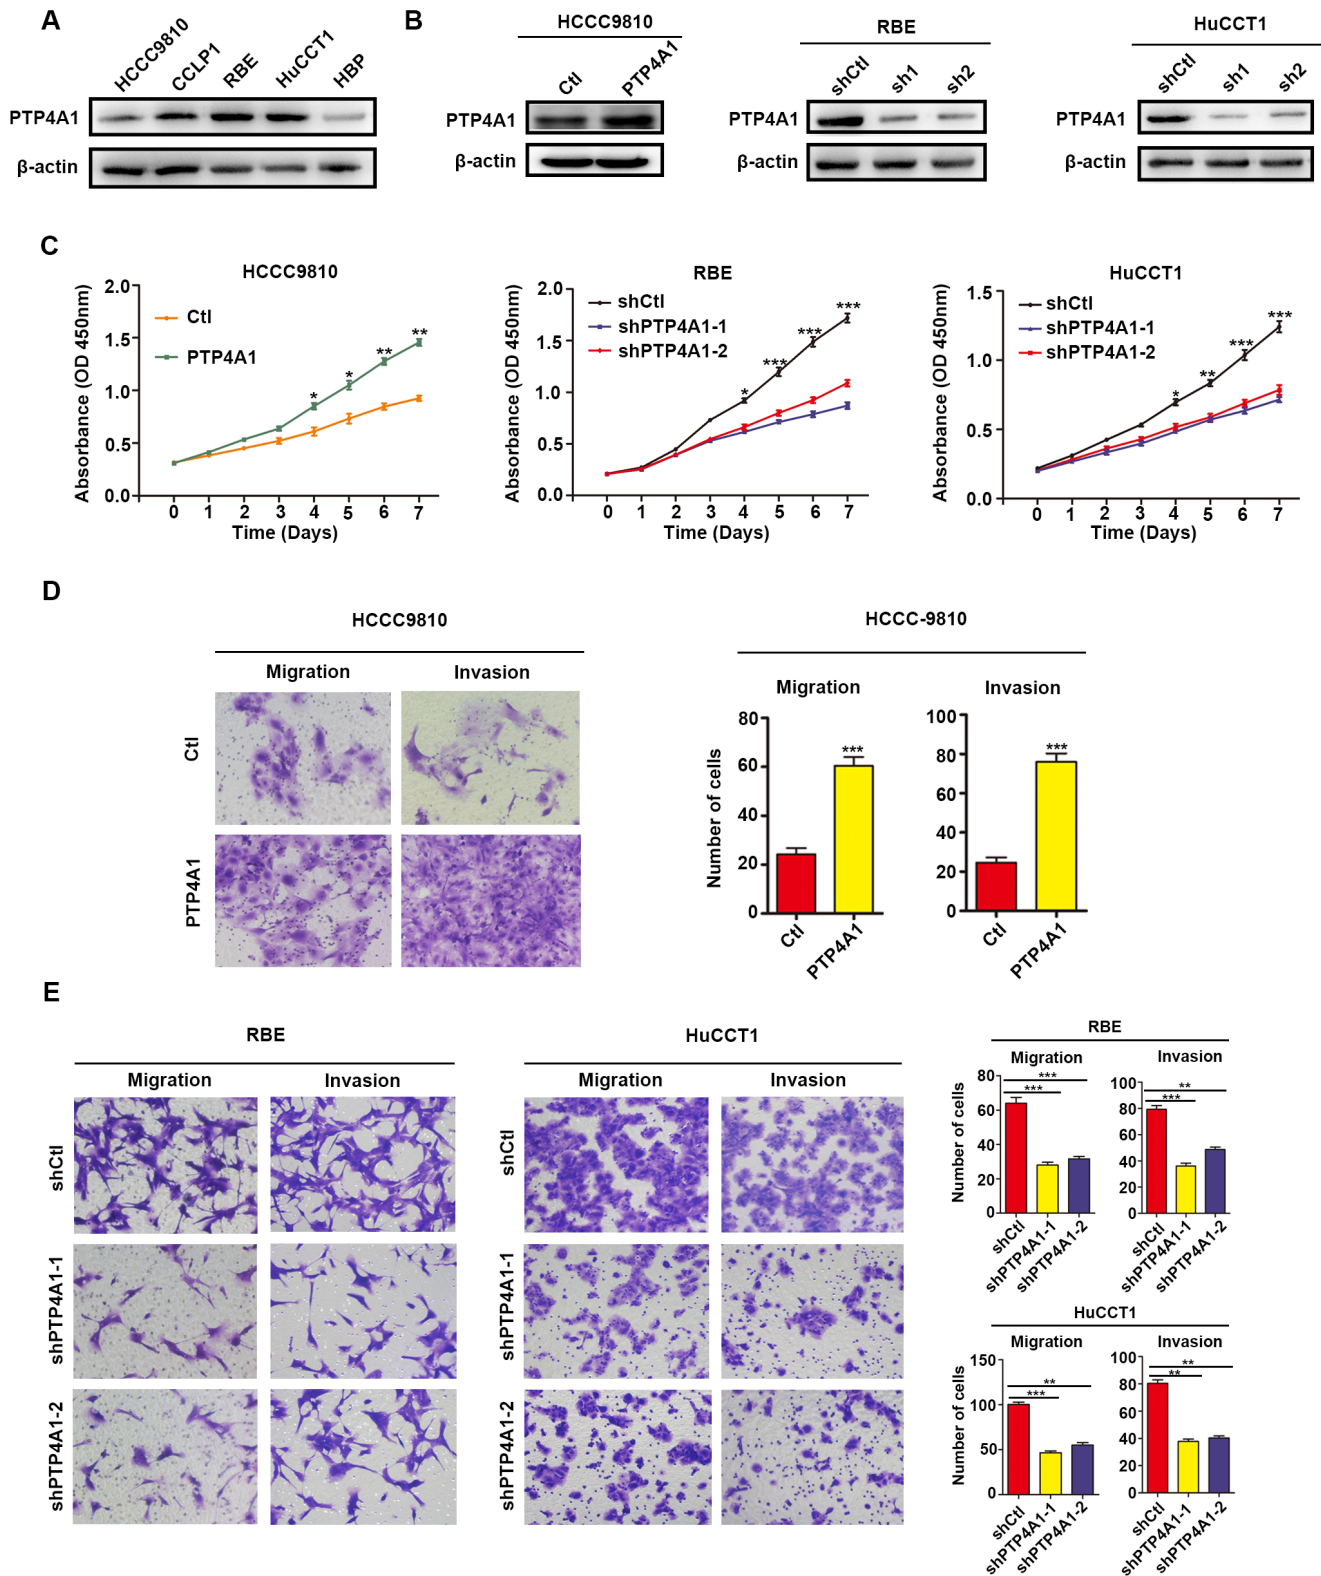 A
HCCC9810
CCLP1
RBE
HuCCT1
HBP
PTP4A1
β-actin
B
HCCC9810
Ctl
PTP4A1
PTP4A1
β-actin
RBE
shCtl
sh1
sh2
PTP4A1
β-actin
HuCCT1
shCtl
sh1
sh2
PTP4A1
β-actin
C
HCCC9810
Absorbance (OD 450nm)
2.0
1.5
1.0
0.5
0.0
Ctl
PTP4A1
* * ** **
0 1 2 3 4 5 6 7
Time (Days)
RBE
Absorbance (OD 450nm)
2.0
1.5
1.0
0.5
0.0
shCtl
shPTP4A1-1
shPTP4A1-2
* *** *** ***
0 1 2 3 4 5 6 7
Time (Days)
HuCCT1
Absorbance (OD 450nm)
1.5
1.0
0.5
0.0
shCtl
shPTP4A1-1
shPTP4A1-2
* ** *** ***
0 1 2 3 4 5 6 7
Time (Days)
D
HCCC9810
Migration Invasion
Ctl
PTP4A1
HCCC-9810
Migration
Number of cells
80
60
40
20
0
***
Ctl
PTP4A1
Invasion
100
80
60
40
20
0
***
Ctl
PTP4A1
E
RBE
Migration Invasion
shCtl
shPTP4A1-1
shPTP4A1-2
HuCCT1
Migration Invasion
shCtl
shPTP4A1-1
shPTP4A1-2
RBE
Migration
Number of cells
80
60
40
20
0
***
***
shCtl
shPTP4A1-1
shPTP4A1-2
Invasion
100
80
60
40
20
0
**
***
shCtl
shPTP4A1-1
shPTP4A1-2
HuCCT1
Migration
Number of cells
150
100
50
0
**
***
shCtl
shPTP4A1-1
shPTP4A1-2
Invasion
100
80
60
40
20
0
**
**
shCtl
shPTP4A1-1
shPTP4A1-2